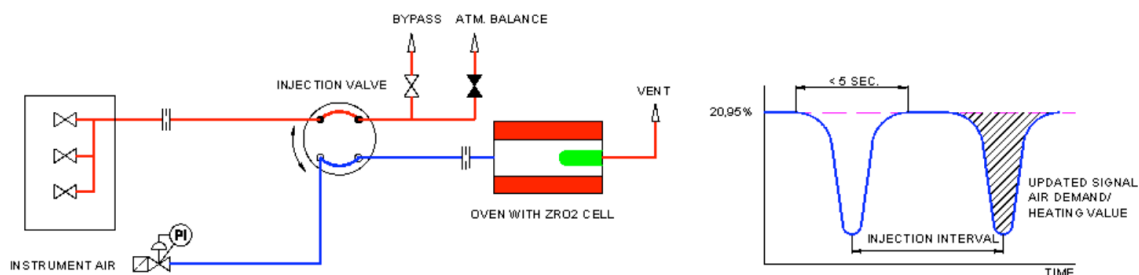 BYPASS
ATM. BALANCE
INJECTION VALVE
VENT
OVEN WITH ZRO2 CELL
PI
INSTRUMENT AIR
< 5 SEC.
20,95%
UPDATED SIGNAL
AIR DEMAND/
HEATING VALUE
INJECTION INTERVAL
TIME